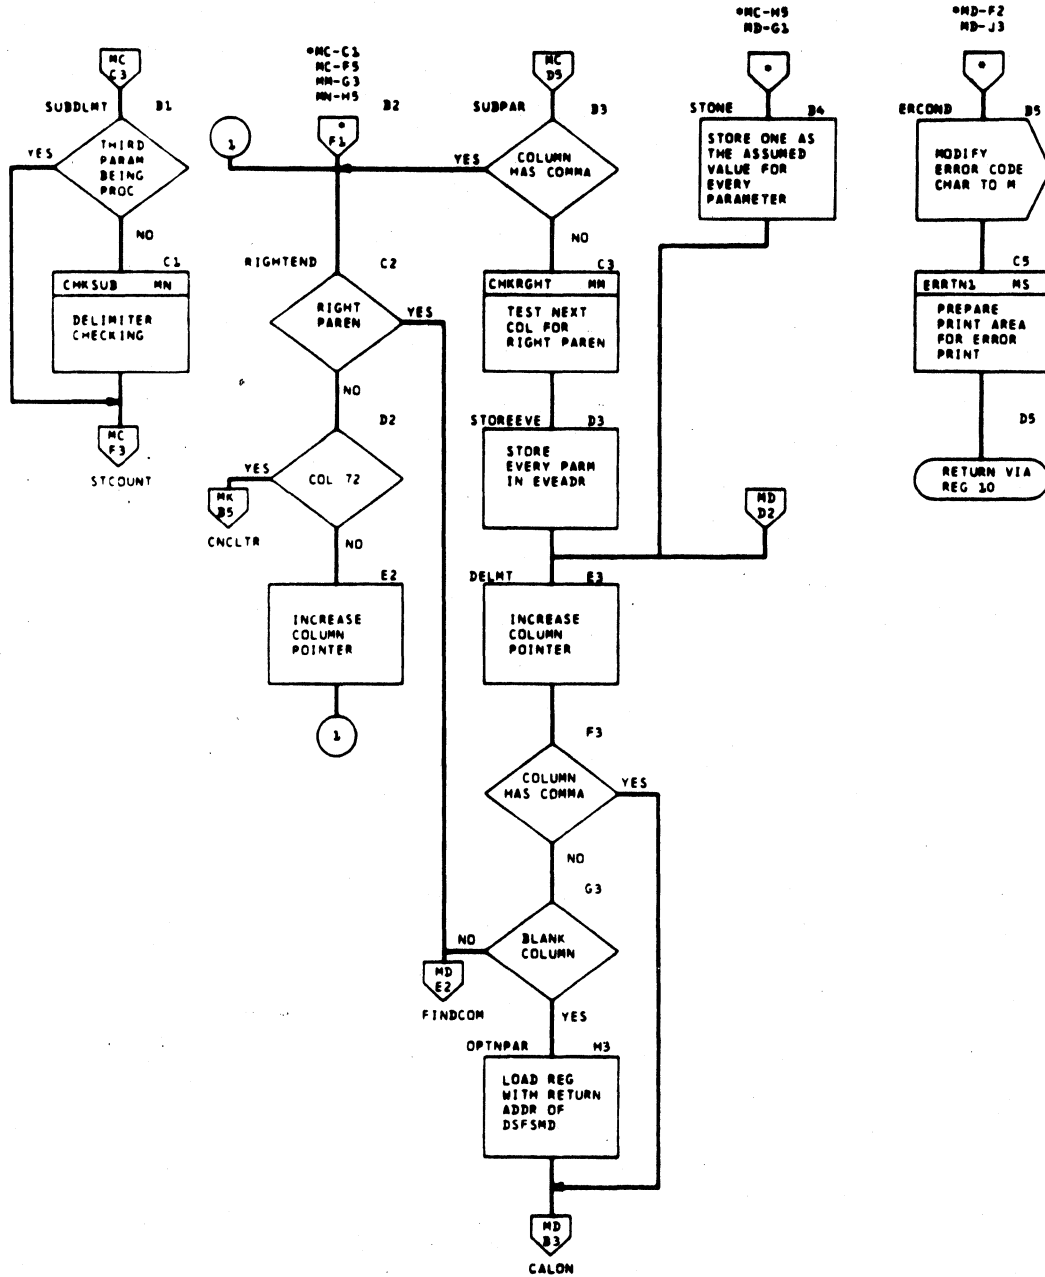 *MC-C1
MC-F5
MM-G3
MN-H5
*MC-H5
MD-G1
*MD-F2
MD-J3
MC
C3
SUBDLMT B1
THIRD
PARAM
BEING
PROC
YES
NO
C1
CHKSUB MN
DELIMITER
CHECKING
MC
F3
STCOUNT
1
B2
*
F1
RIGHTEND C2
RIGHT
PAREN
YES
NO
D2
COL 72
YES
MK
B5
CNCLTR
NO
E2
INCREASE
COLUMN
POINTER
1
MC
D5
SUBPAR B3
COLUMN
HAS COMMA
YES
NO
C3
CHKRGHT MM
TEST NEXT
COL FOR
RIGHT PAREN
STOREEVE D3
STORE
EVERY PARM
IN EVEADR
MD
D2
DELMT E3
INCREASE
COLUMN
POINTER
F3
COLUMN
HAS COMMA
YES
NO
G3
BLANK
COLUMN
NO
MD
E2
FINDCOM
YES
OPTNPAR H3
LOAD REG
WITH RETURN
ADDR OF
DSFSMD
MD
B3
CALON
*
STONE B4
STORE ONE AS
THE ASSUMED
VALUE FOR
EVERY
PARAMETER
*
ERCOND B5
MODIFY
ERROR CODE
CHAR TO M
C5
ERRTN1 MS
PREPARE
PRINT AREA
FOR ERROR
PRINT
D5
RETURN VIA
REG 10